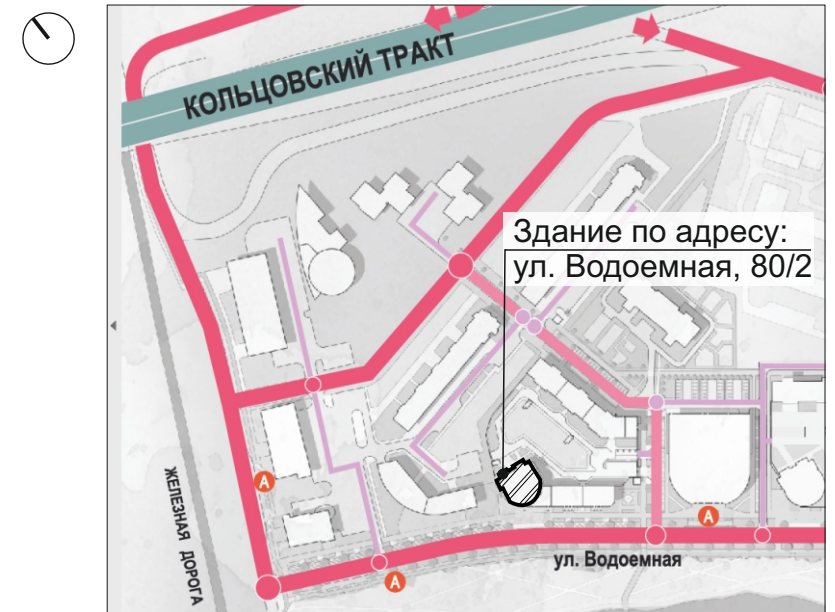 КОЛЬЦОВСКИЙ ТРАКТ
Здание по адресу:
ул. Водоемная, 80/2
ЖЕЛЕЗНАЯ ДОРОГА
А
А
А
ул. Водоемная